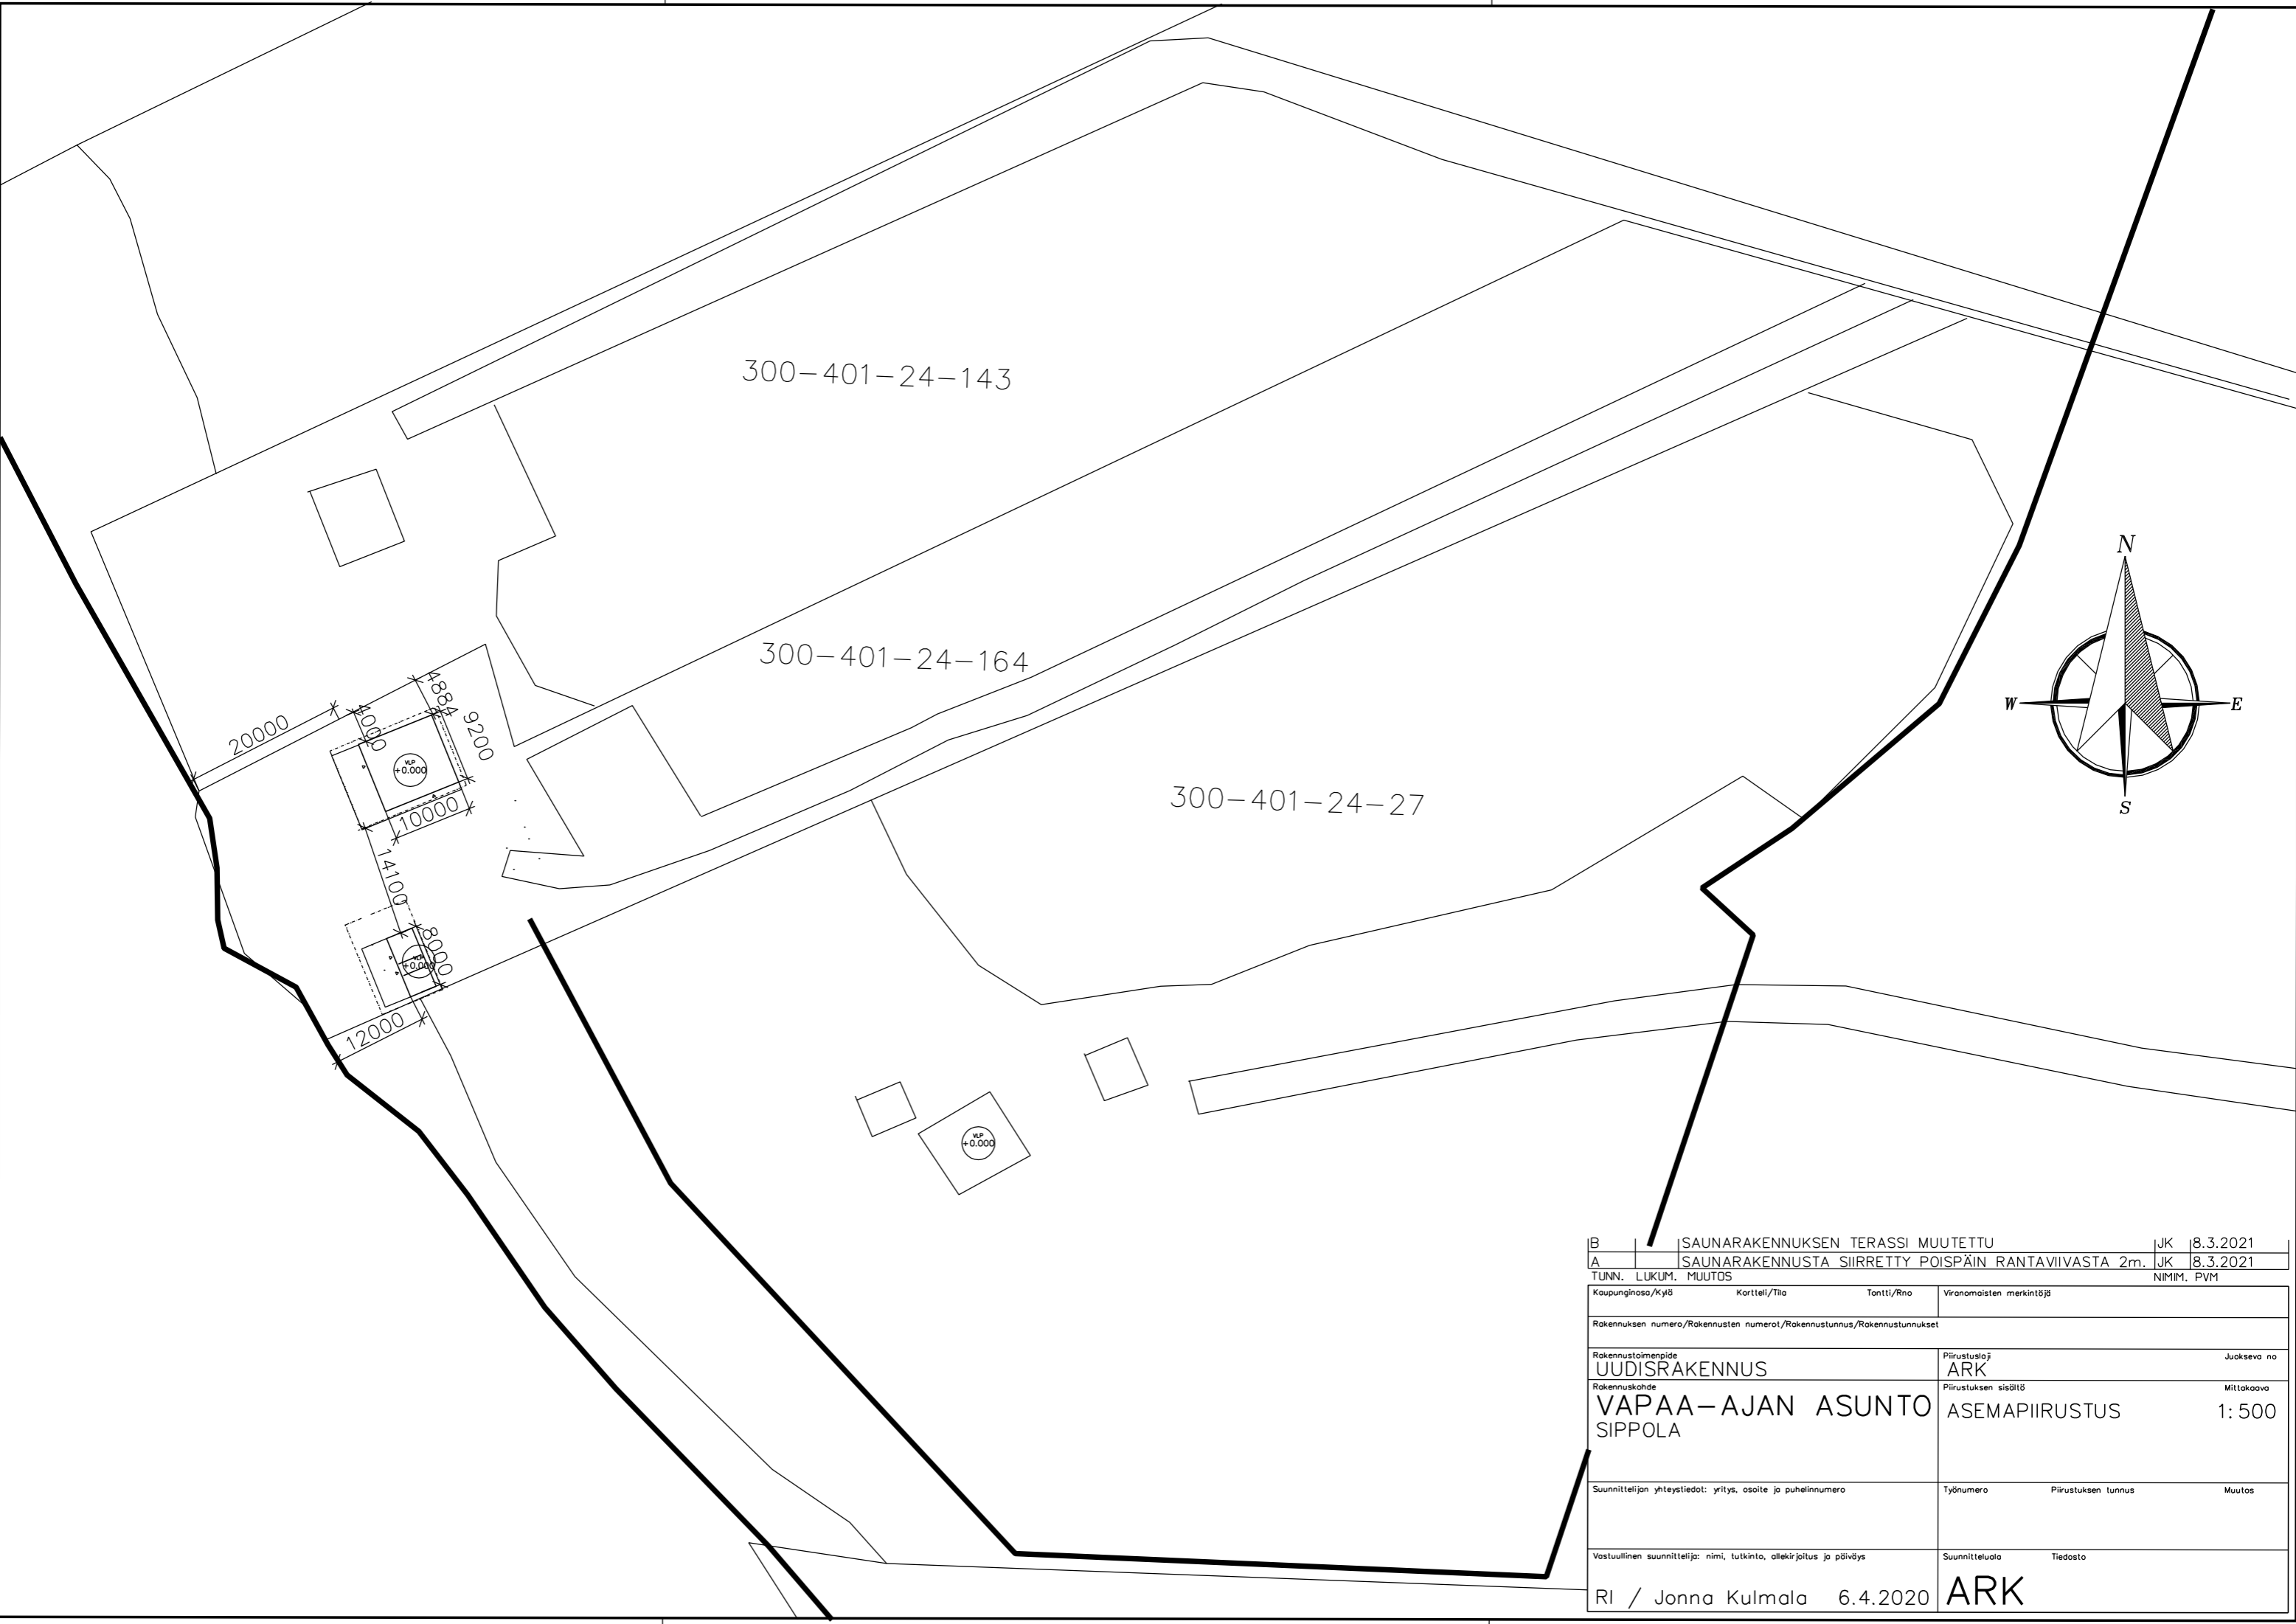 300-401-24-143
N
300-401-24-164
W
E
4884
4000
9200
20000
VLP
+0.000
10000
300-401-24-27
S
14100
8000
VLP
+0.000
12000
VLP
+0.000
B SAUNARAKENNUKSEN TERASSI MUUTETTU JK 8.3.2021
A SAUNARAKENNUSTA SIIRRETTY POISPÄIN RANTAVIIVASTA 2m. JK 8.3.2021
TUNN. LUKUM. MUUTOS NIMIM. PVM
Kaupunginosa/Kylä Kortteli/Tila Tontti/Rno Viranomaisten merkintöjä
Rakennuksen numero/Rakennusten numerot/Rakennustunnus/Rakennustunnukset
Rakennustoimenpide Piirustuslaji Juokseva no
UUDISRAKENNUS ARK
Rakennuskohde Piirustuksen sisältö Mittakaava
VAPAA-AJAN ASUNTO ASEMAPIIRUSTUS 1:500
SIPPOLA
Suunnittelijan yhteystiedot: yritys, osoite ja puhelinnumero Työnumero Piirustuksen tunnus Muutos
Vastuullinen suunnittelija: nimi, tutkinto, allekirjoitus ja päiväys Suunnitteluala Tiedosto
RI / Jonna Kulmala 6.4.2020 ARK